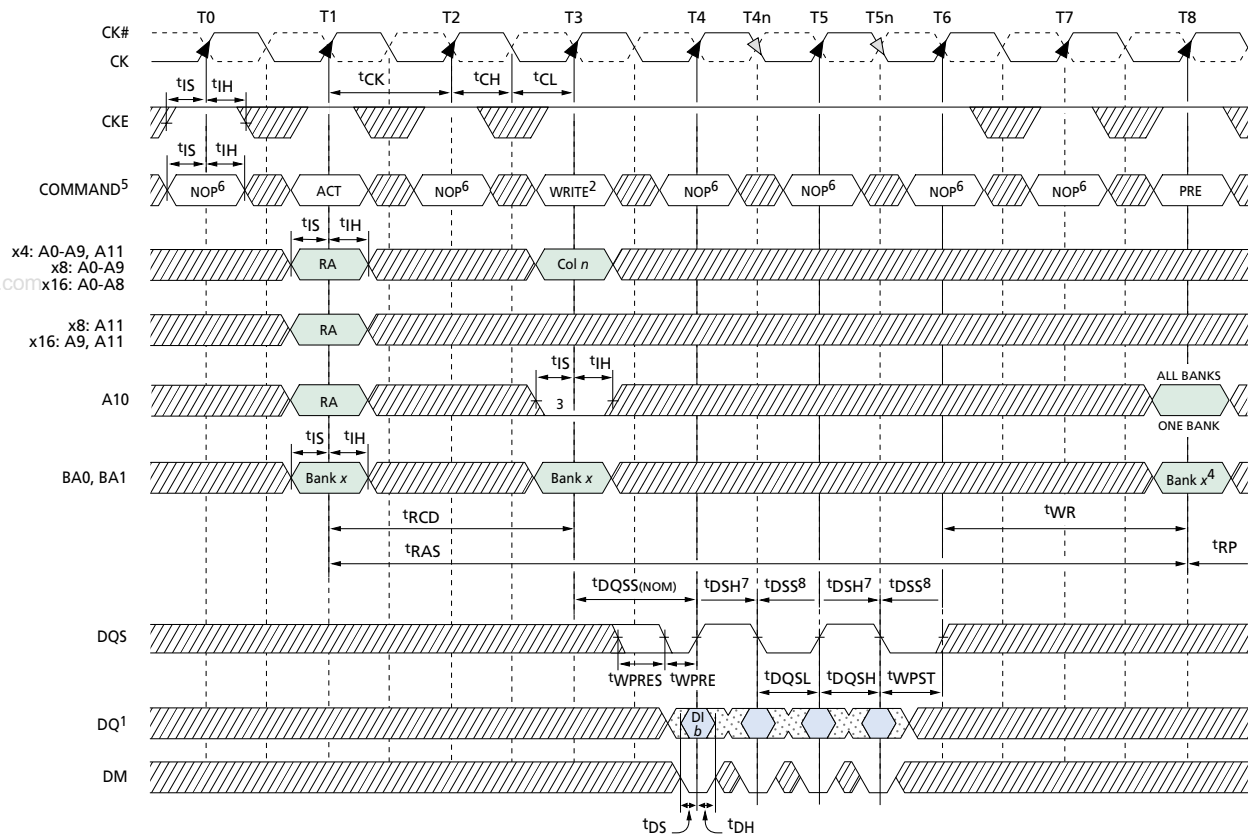 T0 T1 T2 T3 T4 T4n T5 T5n T6 T7 T8
CK#
CK
tIS tIH tCK tCH tCL
CKE
tIS tIH
COMMAND5 NOP6 ACT NOP6 WRITE2 NOP6 NOP6 NOP6 NOP6 PRE
tIS tIH
x4: A0-A9, A11
x8: A0-A9
.com x16: A0-A8
RA Col n
x8: A11
x16: A9, A11
RA
tIS tIH
ALL BANKS
A10 RA 3
ONE BANK
tIS tIH
BA0, BA1 Bank x Bank x Bank x4
tRCD tWR
tRAS tRP
tDQSS(NOM) tDSH7 tDSS8 tDSH7 tDSS8
DQS
tWPRES tWPRE tDQSL tDQSH tWPST
DQ1 DI
b
DM
tDS tDH